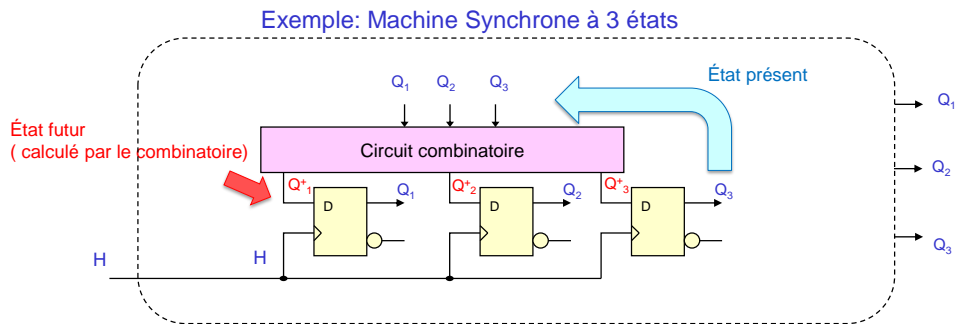 Exemple: Machine Synchrone à 3 états
Q1 Q2 Q3
État présent
Q1
État futur
( calculé par le combinatoire)
Circuit combinatoire
Q2
Q+1 D Q1
Q+2 D Q2
Q+3 D Q3
Q3
H H